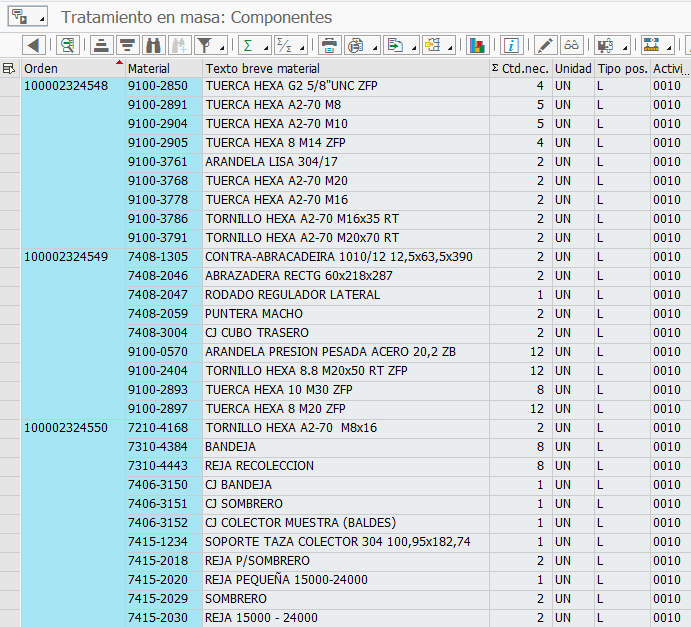 Tratamiento en masa: Componentes
Orden Material Texto breve material Σ Ctd.nec. Unidad Tipo pos. Activi...
100002324548 9100-2850 TUERCA HEXA G2 5/8"UNC ZFP 4 UN L 0010
9100-2891 TUERCA HEXA A2-70 M8 5 UN L 0010
9100-2904 TUERCA HEXA A2-70 M10 5 UN L 0010
9100-2905 TUERCA HEXA 8 M14 ZFP 4 UN L 0010
9100-3761 ARANDELA LISA 304/17 2 UN L 0010
9100-3768 TUERCA HEXA A2-70 M20 2 UN L 0010
9100-3778 TUERCA HEXA A2-70 M16 2 UN L 0010
9100-3786 TORNILLO HEXA A2-70 M16x35 RT 2 UN L 0010
9100-3791 TORNILLO HEXA A2-70 M20x70 RT 2 UN L 0010
100002324549 7408-1305 CONTRA-ABRACADEIRA 1010/12 12,5x63,5x390 2 UN L 0010
7408-2046 ABRAZADERA RECTG 60x218x287 2 UN L 0010
7408-2047 RODADO REGULADOR LATERAL 1 UN L 0010
7408-2059 PUNTERA MACHO 2 UN L 0010
7408-3004 CJ CUBO TRASERO 2 UN L 0010
9100-0570 ARANDELA PRESION PESADA ACERO 20,2 ZB 12 UN L 0010
9100-2404 TORNILLO HEXA 8.8 M20x50 RT ZFP 12 UN L 0010
9100-2893 TUERCA HEXA 10 M30 ZFP 8 UN L 0010
9100-2897 TUERCA HEXA 8 M20 ZFP 12 UN L 0010
100002324550 7210-4168 TORNILLO HEXA A2-70  M8x16 2 UN L 0010
7310-4384 BANDEJA 8 UN L 0010
7310-4443 REJA RECOLECCION 8 UN L 0010
7406-3150 CJ BANDEJA 1 UN L 0010
7406-3151 CJ SOMBRERO 1 UN L 0010
7406-3152 CJ COLECTOR MUESTRA (BALDES) 1 UN L 0010
7415-1234 SOPORTE TAZA COLECTOR 304 100,95x182,74 1 UN L 0010
7415-2018 REJA P/SOMBRERO 2 UN L 0010
7415-2020 REJA PEQUEÑA 15000-24000 1 UN L 0010
7415-2029 SOMBRERO 2 UN L 0010
7415-2030 REJA 15000 - 24000 2 UN L 0010